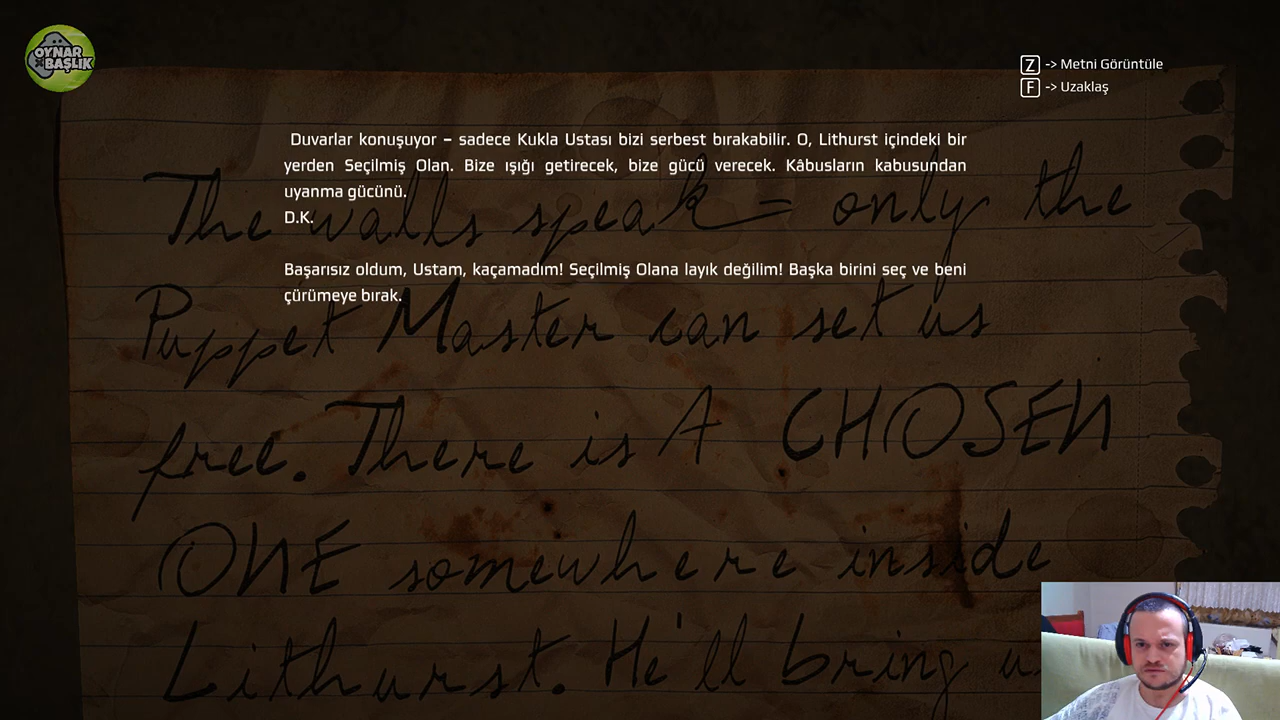 OYNAR
BAŞLIK
Z -> Metni Görüntüle
F -> Uzaklaş
Duvarlar konuşuyor – sadece Kukla Ustası bizi serbest bırakabilir. O, Lithurst içindeki bir
yerden Seçilmiş Olan. Bize ışığı getirecek, bize gücü verecek. Kâbusların kabusundan
uyanma gücünü.
D.K.
Başarısız oldum, Ustam, kaçamadım! Seçilmiş Olana layık değilim! Başka birini seç ve beni
çürümeye bırak.
The walls speak – only the
Puppet Master can set us
free. There is A CHOSEN
ONE somewhere inside
Lithurst. He'll bring